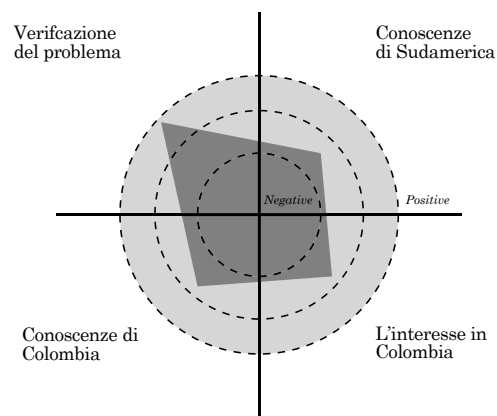 Verifcazione
del problema
Conoscenze
di Sudamerica
Negative
Positive
Conoscenze di
Colombia
L'interesse in
Colombia